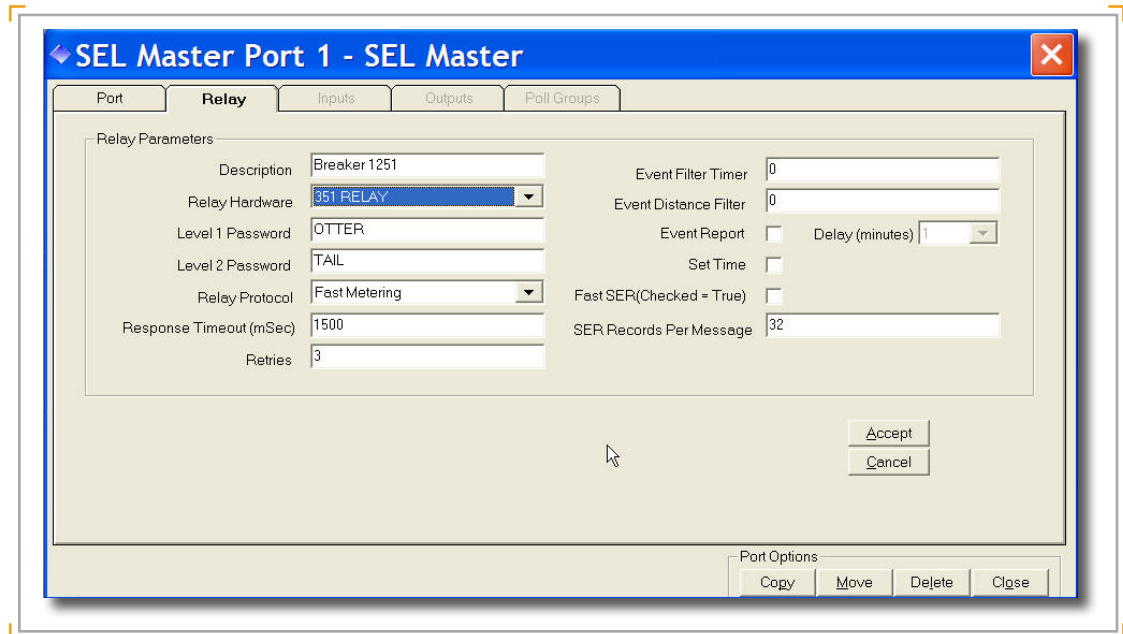 SEL Master Port 1 - SEL Master
Port
Relay
Inputs
Outputs
Poll Groups
Relay Parameters
Description Breaker 1251
Relay Hardware 351 RELAY
Level 1 Password OTTER
Level 2 Password TAIL
Relay Protocol Fast Metering
Response Timeout (mSec) 1500
Retries 3
Event Filter Timer 0
Event Distance Filter 0
Event Report Delay (minutes) 1
Set Time
Fast SER(Checked = True)
SER Records Per Message 32
Accept
Cancel
Port Options
Copy Move Delete Close